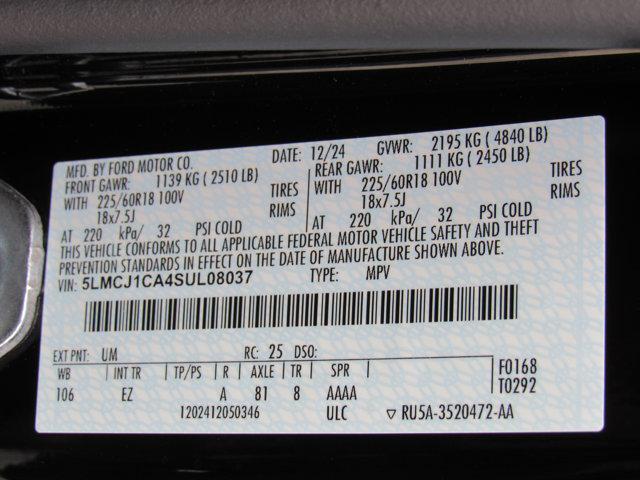 MFD. BY FORD MOTOR CO. DATE: 12/24 GVWR: 2195 KG ( 4840 LB)
FRONT GAWR: 1139 KG ( 2510 LB) REAR GAWR: 1111 KG ( 2450 LB)
WITH 225/60R18 100V TIRES WITH 225/60R18 100V TIRES
18x7.5J RIMS 18x7.5J RIMS
AT 220 kPa/ 32 PSI COLD AT 220 kPa/ 32 PSI COLD
THIS VEHICLE CONFORMS TO ALL APPLICABLE FEDERAL MOTOR VEHICLE SAFETY AND THEFT
PREVENTION STANDARDS IN EFFECT ON THE DATE OF MANUFACTURE SHOWN ABOVE.
VIN: 5LMCJ1CA4SUL08037 TYPE: MPV
EXT PNT: UM RC: 25 DSO:
WB INT TR TP/PS R AXLE TR SPR F0168
106 EZ A 81 8 AAAA T0292
1202412050346 ULC ▽ RU5A-3520472-AA